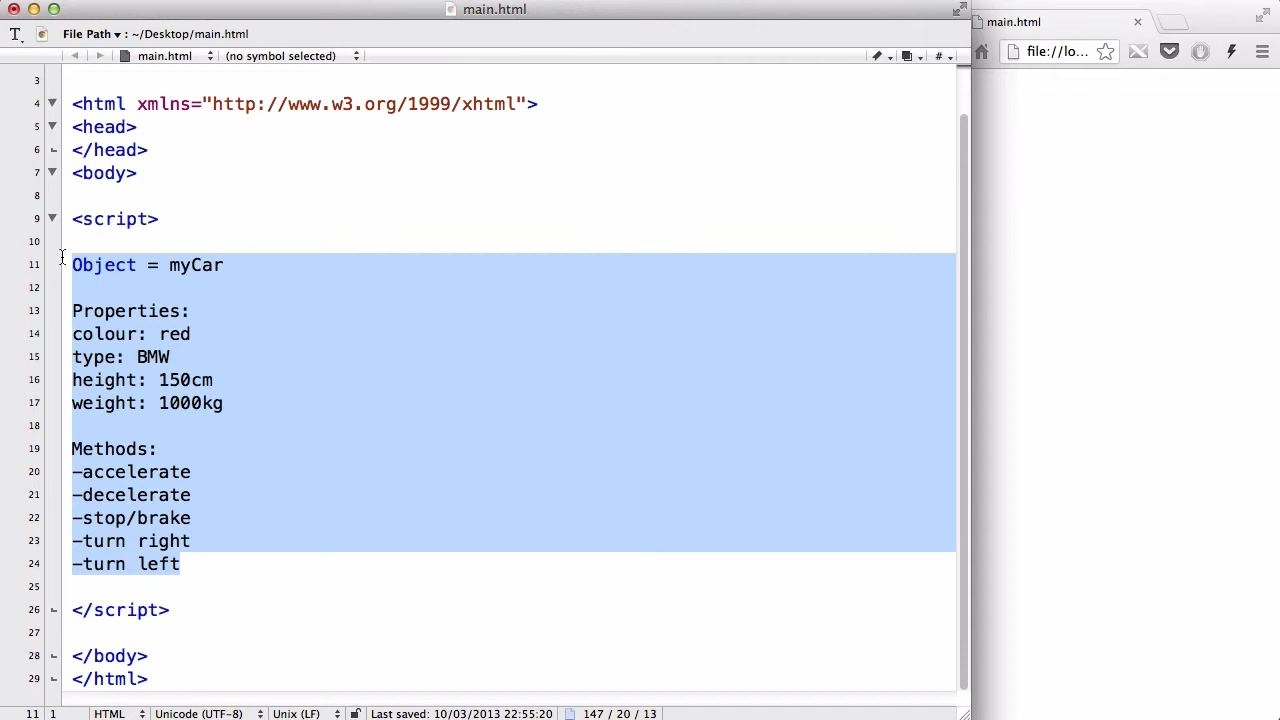 main.html
main.html
File Path : ~/Desktop/main.html
file://lo...
main.html
(no symbol selected)
#
3
4 <html xmlns="http://www.w3.org/1999/xhtml">
5 <head>
6 </head>
7 <body>
8
9 <script>
10
11 Object = myCar
12
13 Properties:
14 colour: red
15 type: BMW
16 height: 150cm
17 weight: 1000kg
18
19 Methods:
20 -accelerate
21 -decelerate
22 -stop/brake
23 -turn right
24 -turn left
25
26 </script>
27
28 </body>
29 </html>
11 1 HTML Unicode (UTF-8) Unix (LF) Last saved: 10/03/2013 22:55:20 147 / 20 / 13